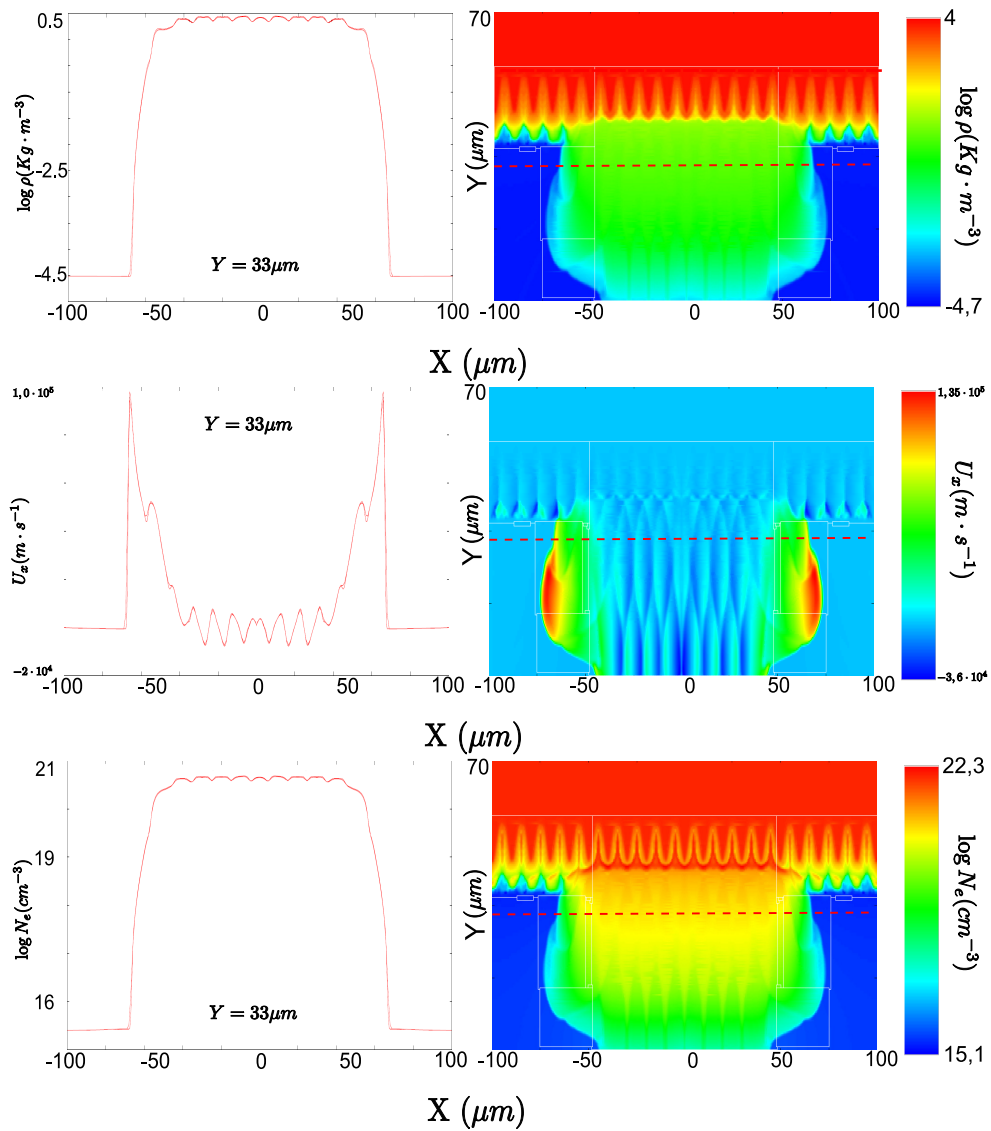 0.5
-2.5
-4.5
log ρ(Kg · m⁻³)
Y = 33μm
-100 -50 0 50 100
70
Y (μm)
-100 -50 0 50 100
4
-4,7
log ρ(Kg · m⁻³)
X (μm)
1,0 · 10⁵
-2 · 10⁴
Uₓ(m · s⁻¹)
Y = 33μm
-100 -50 0 50 100
70
Y (μm)
-100 -50 0 50 100
1,35 · 10⁵
-3,6 · 10⁴
Uₓ(m · s⁻¹)
X (μm)
21
19
16
log Nₑ(cm⁻³)
Y = 33μm
-100 -50 0 50 100
70
Y (μm)
-100 -50 0 50 100
22,3
15,1
log Nₑ(cm⁻³)
X (μm)